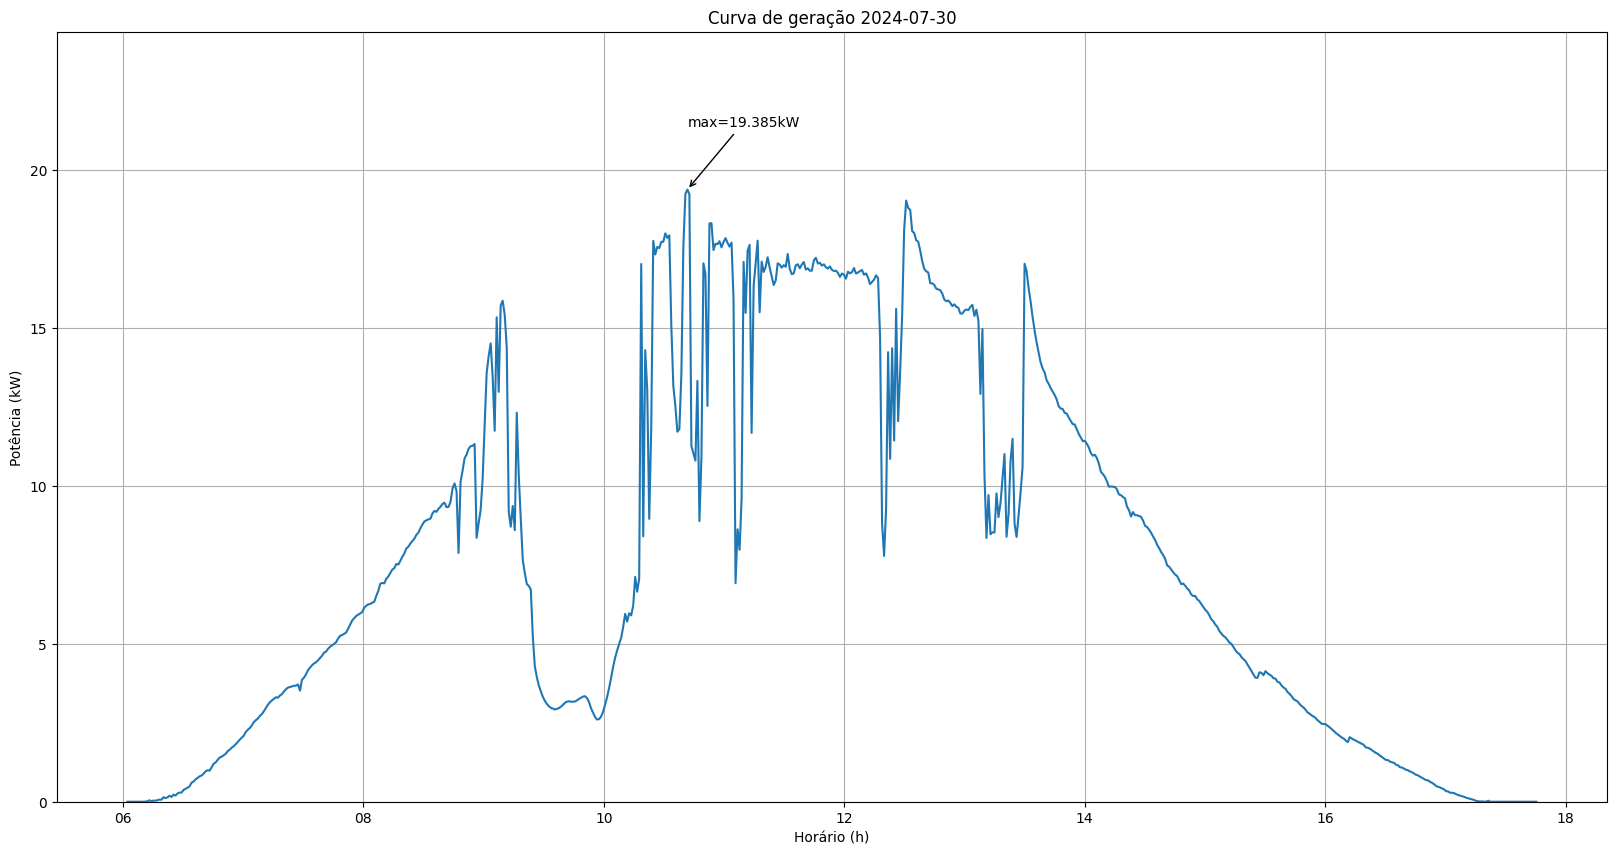 Curva de geração 2024-07-30
max=19.385kW
20
15
10
5
0
Potência (kW)
06 08 10 12 14 16 18
Horário (h)